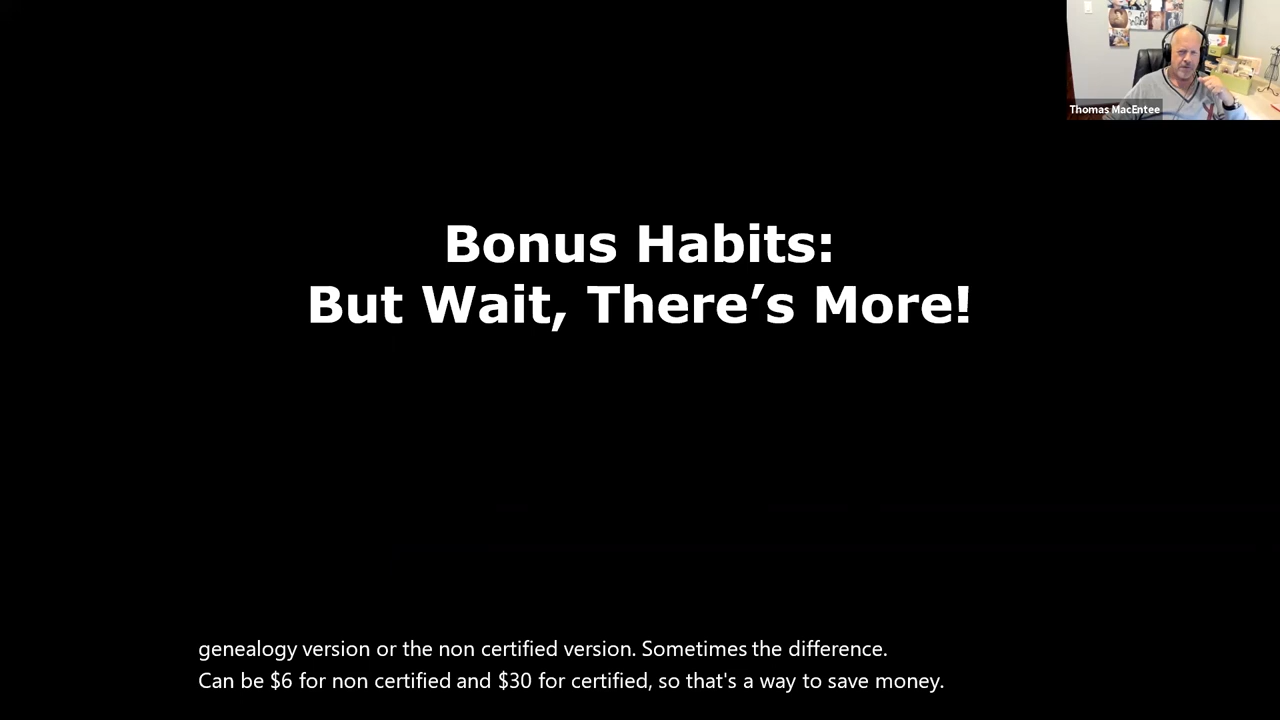 Thomas MacEntee
Bonus Habits:
But Wait, There’s More!
genealogy version or the non certified version. Sometimes the difference.
Can be $6 for non certified and $30 for certified, so that's a way to save money.